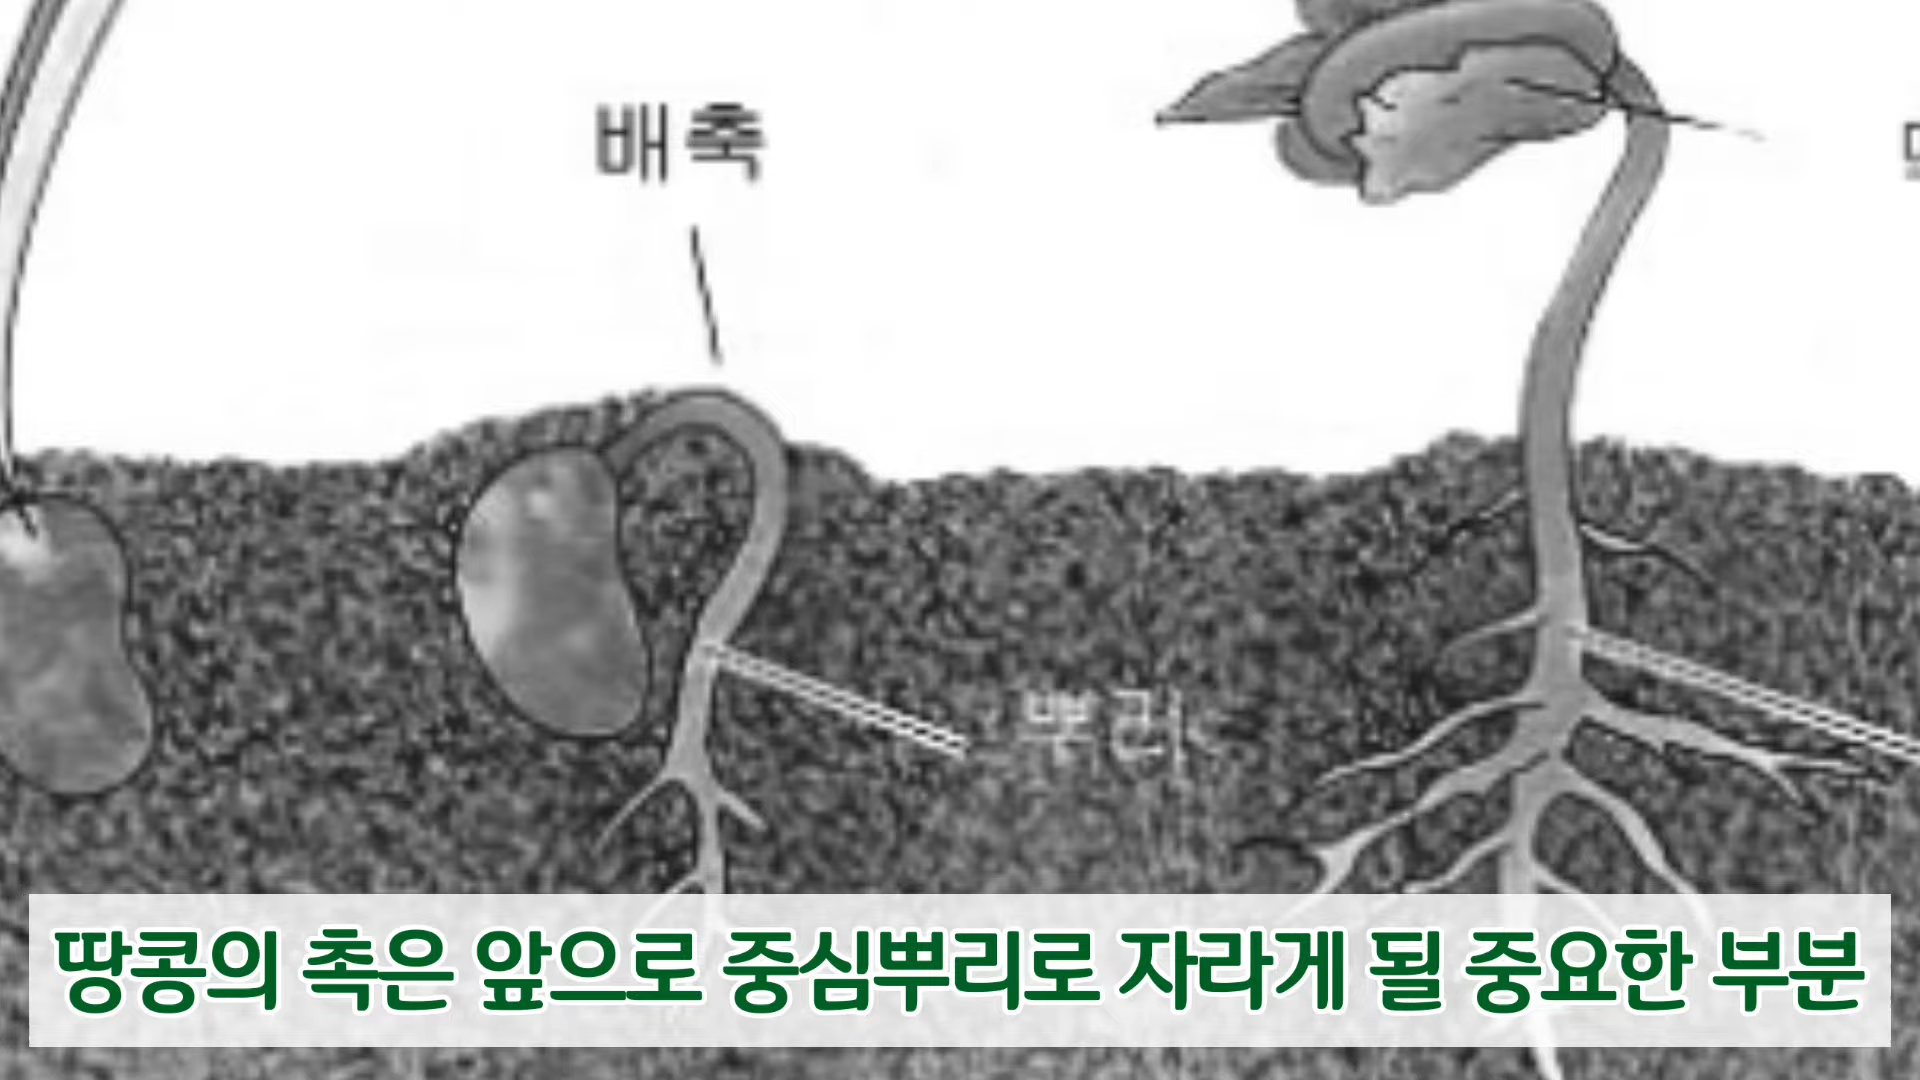 배축
뿌리
땅콩의 촉은 앞으로 중심뿌리로 자라게 될 중요한 부분